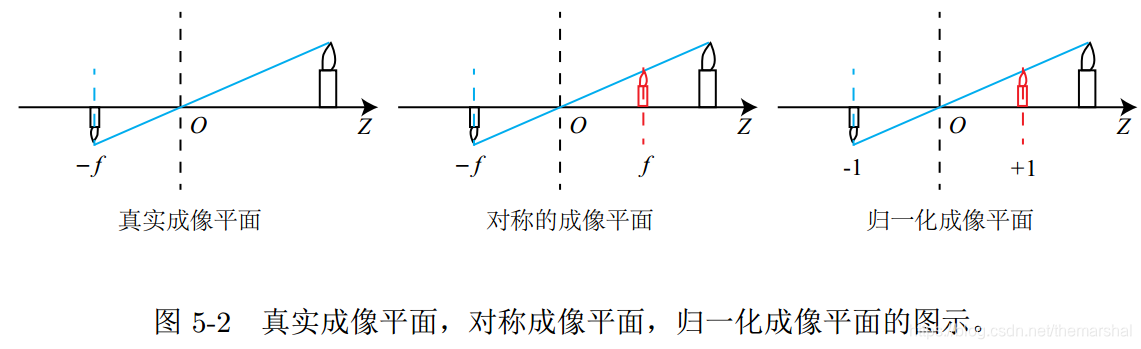 O Z
−f
真实成像平面
O Z
−f f
对称的成像平面
O Z
-1 +1
归一化成像平面
图 5-2 真实成像平面，对称成像平面，归一化成像平面的图示。
https://blog.csdn.net/themarshal